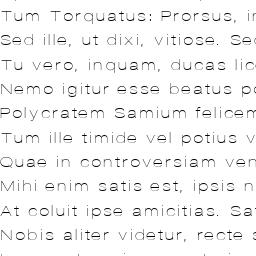 Tum Torquatus: Prorsus, in
Sed ille, ut dixi, vitiose. Sed
Tu vero, inquam, ducas lic
Nemo igitur esse beatus po
Polycratem Samium felicem
Tum ille timide vel potius v
Quae in controversiam ven
Mihi enim satis est, ipsis n
At coluit ipse amicitias. Sa
Nobis aliter videtur, recte s